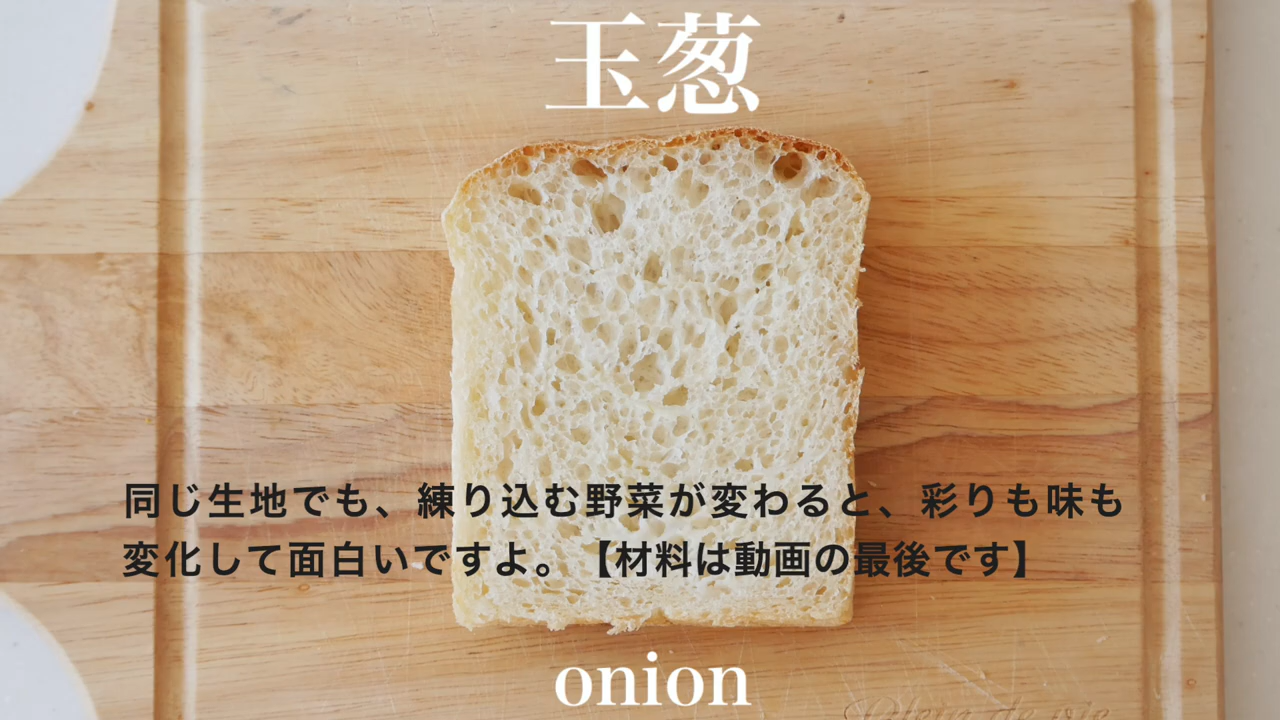 玉葱
同じ生地でも、練り込む野菜が変わると、彩りも味も
変化して面白いですよ。【材料は動画の最後です】
onion